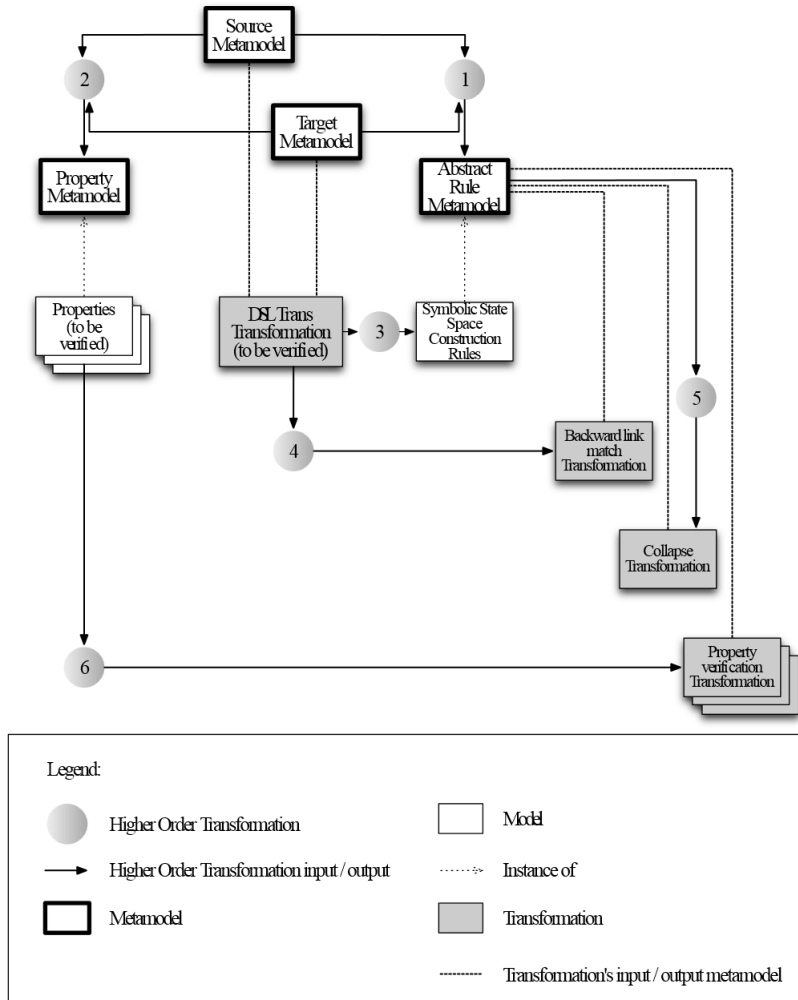 Source
Metamodel
2
1
Target
Metamodel
Property
Metamodel
Abstract
Rule
Metamodel
Properties
(to be
verified)
DSLTrans
Transformation
(to be verified)
3
Symbolic State
Space
Construction
Rules
5
4
Backward link
match
Transformation
Collapse
Transformation
6
Property
verification
Transformation
Legend:
Higher Order Transformation
Model
Higher Order Transformation input / output
Instance of
Metamodel
Transformation
Transformation's input / output metamodel